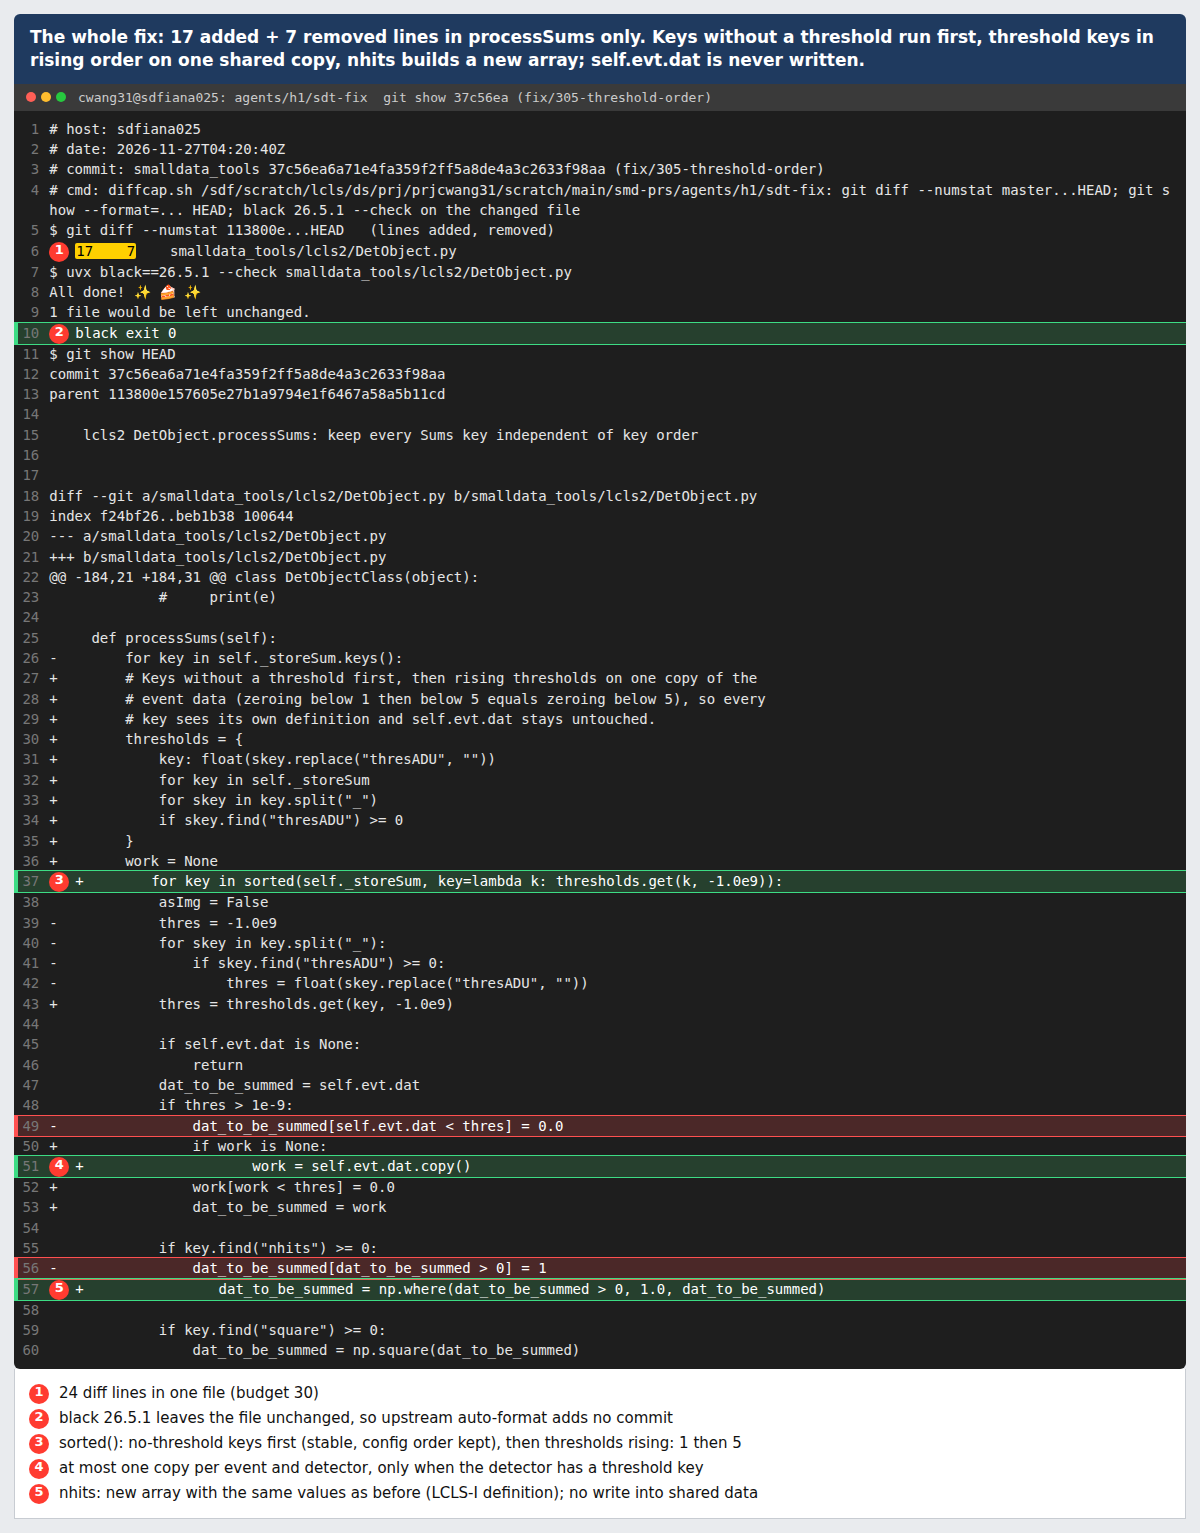 The whole fix: 17 added + 7 removed lines in processSums only. Keys without a threshold run first, threshold keys in
rising order on one shared copy, nhits builds a new array; self.evt.dat is never written.
cwang31@sdfiana025: agents/h1/sdt-fix  git show 37c56ea (fix/305-threshold-order)
1 # host: sdfiana025
2 # date: 2026-11-27T04:20:40Z
3 # commit: smalldata_tools 37c56ea6a71e4fa359f2ff5a8de4a3c2633f98aa (fix/305-threshold-order)
4 # cmd: diffcap.sh /sdf/scratch/lcls/ds/prj/prjcwang31/scratch/main/smd-prs/agents/h1/sdt-fix: git diff --numstat master...HEAD; git s
how --format=... HEAD; black 26.5.1 --check on the changed file
5 $ git diff --numstat 113800e...HEAD   (lines added, removed)
6 1 17    7    smalldata_tools/lcls2/DetObject.py
7 $ uvx black==26.5.1 --check smalldata_tools/lcls2/DetObject.py
8 All done! ✨ 🍰 ✨
9 1 file would be left unchanged.
10 2 black exit 0
11 $ git show HEAD
12 commit 37c56ea6a71e4fa359f2ff5a8de4a3c2633f98aa
13 parent 113800e157605e27b1a9794e1f6467a58a5b11cd
14
15     lcls2 DetObject.processSums: keep every Sums key independent of key order
16
17
18 diff --git a/smalldata_tools/lcls2/DetObject.py b/smalldata_tools/lcls2/DetObject.py
19 index f24bf26..beb1b38 100644
20 --- a/smalldata_tools/lcls2/DetObject.py
21 +++ b/smalldata_tools/lcls2/DetObject.py
22 @@ -184,21 +184,31 @@ class DetObjectClass(object):
23              #     print(e)
24
25      def processSums(self):
26 -        for key in self._storeSum.keys():
27 +        # Keys without a threshold first, then rising thresholds on one copy of the
28 +        # event data (zeroing below 1 then below 5 equals zeroing below 5), so every
29 +        # key sees its own definition and self.evt.dat stays untouched.
30 +        thresholds = {
31 +            key: float(skey.replace("thresADU", ""))
32 +            for key in self._storeSum
33 +            for skey in key.split("_")
34 +            if skey.find("thresADU") >= 0
35 +        }
36 +        work = None
37 3 +        for key in sorted(self._storeSum, key=lambda k: thresholds.get(k, -1.0e9)):
38              asImg = False
39 -            thres = -1.0e9
40 -            for skey in key.split("_"):
41 -                if skey.find("thresADU") >= 0:
42 -                    thres = float(skey.replace("thresADU", ""))
43 +            thres = thresholds.get(key, -1.0e9)
44
45              if self.evt.dat is None:
46                  return
47              dat_to_be_summed = self.evt.dat
48              if thres > 1e-9:
49 -                dat_to_be_summed[self.evt.dat < thres] = 0.0
50 +                if work is None:
51 4 +                    work = self.evt.dat.copy()
52 +                work[work < thres] = 0.0
53 +                dat_to_be_summed = work
54
55              if key.find("nhits") >= 0:
56 -                dat_to_be_summed[dat_to_be_summed > 0] = 1
57 5 +                dat_to_be_summed = np.where(dat_to_be_summed > 0, 1.0, dat_to_be_summed)
58
59              if key.find("square") >= 0:
60                  dat_to_be_summed = np.square(dat_to_be_summed)
1 24 diff lines in one file (budget 30)
2 black 26.5.1 leaves the file unchanged, so upstream auto-format adds no commit
3 sorted(): no-threshold keys first (stable, config order kept), then thresholds rising: 1 then 5
4 at most one copy per event and detector, only when the detector has a threshold key
5 nhits: new array with the same values as before (LCLS-I definition); no write into shared data